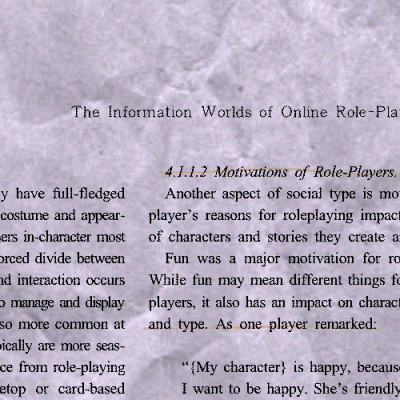 The Information Worlds of Online Role-Pla
y have full-fledged
costume and appear-
ers in-character most
orced divide between
nd interaction occurs
o manage and display
so more common at
pically are more seas-
ce from role-playing
etop or card-based
4.1.1.2 Motivations of Role-Players.
Another aspect of social type is mo
player's reasons for roleplaying impac
of characters and stories they create a
Fun was a major motivation for ro
While fun may mean different things fo
players, it also has an impact on charact
and type. As one player remarked:
“{My character} is happy, becaus
I want to be happy. She's friendly